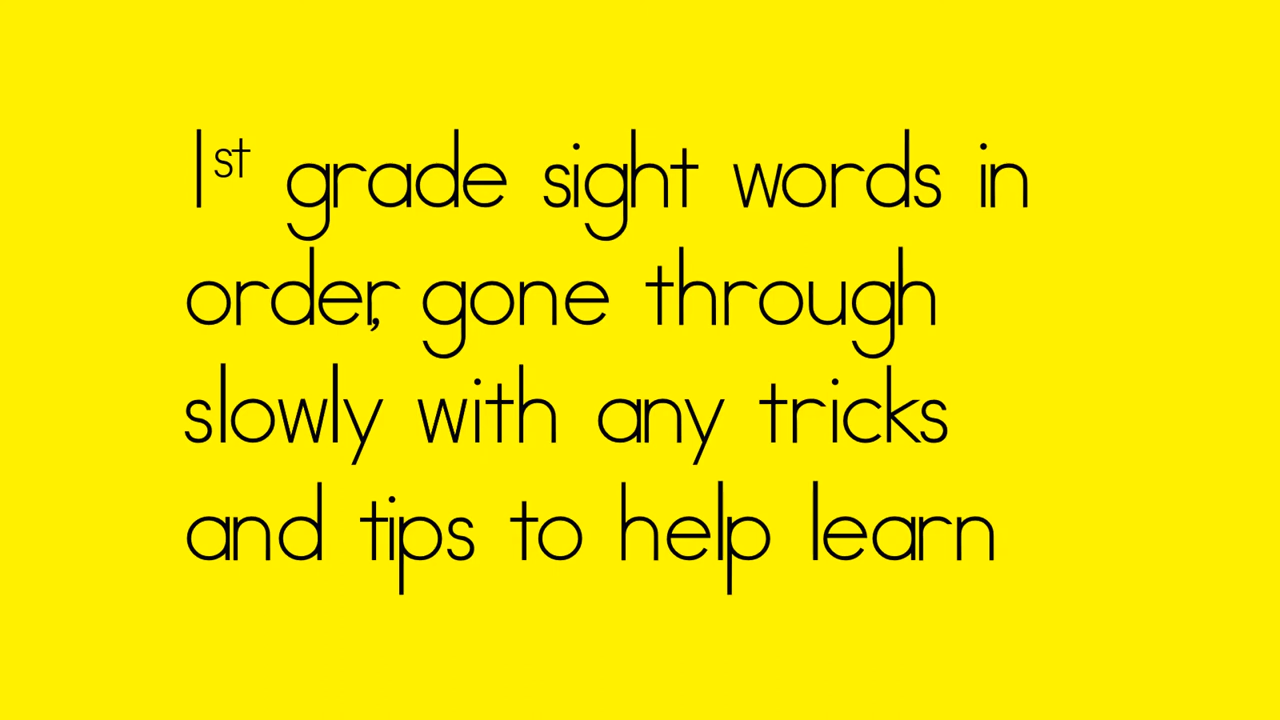 1st grade sight words in
order, gone through
slowly with any tricks
and tips to help learn